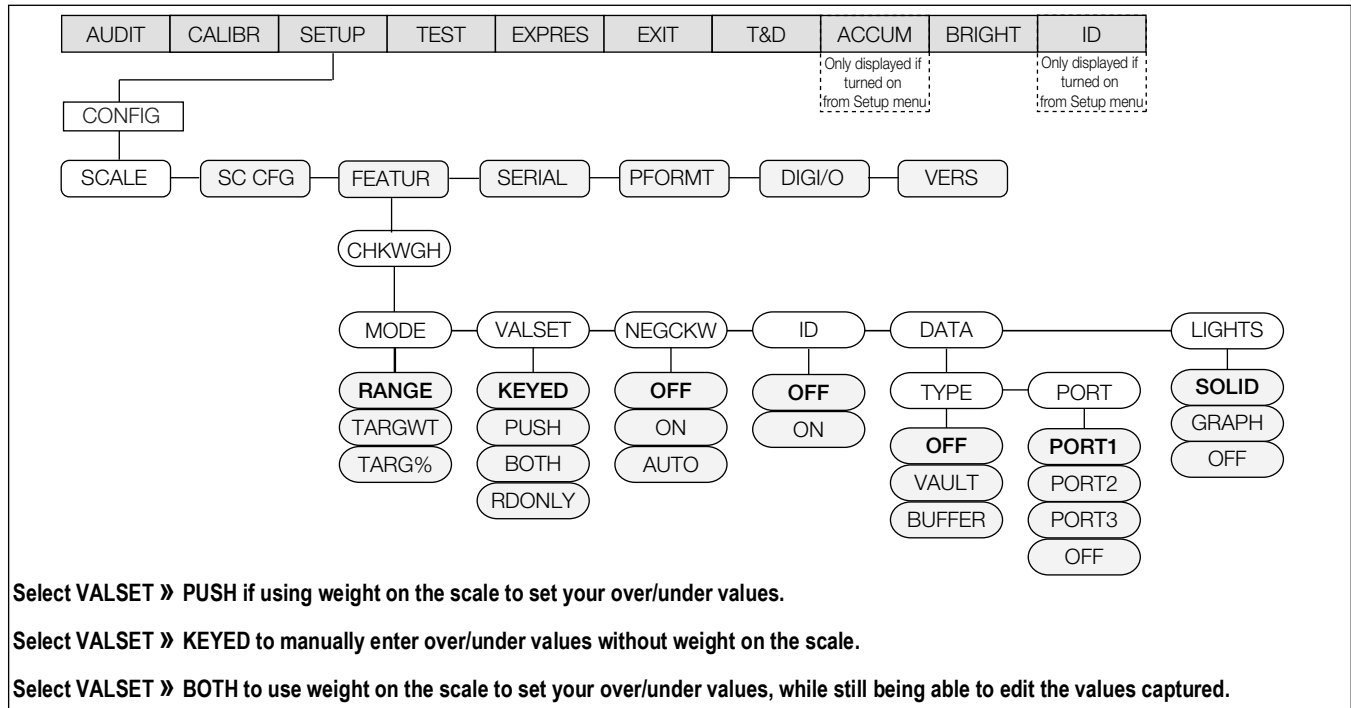 AUDIT CALIBR SETUP TEST EXPRES EXIT T&D ACCUM BRIGHT ID
Only displayed if turned on from Setup menu
Only displayed if turned on from Setup menu
CONFIG
SCALE SC CFG FEATUR SERIAL PFORMT DIGI/O VERS
CHKWGH
MODE VALSET NEGCKW ID DATA LIGHTS
RANGE KEYED OFF OFF TYPE PORT SOLID
TARGWT PUSH ON ON OFF PORT1 GRAPH
TARG% BOTH AUTO VAULT PORT2 OFF
RDONLY BUFFER PORT3
OFF
Select VALSET » PUSH if using weight on the scale to set your over/under values.
Select VALSET » KEYED to manually enter over/under values without weight on the scale.
Select VALSET » BOTH to use weight on the scale to set your over/under values, while still being able to edit the values captured.